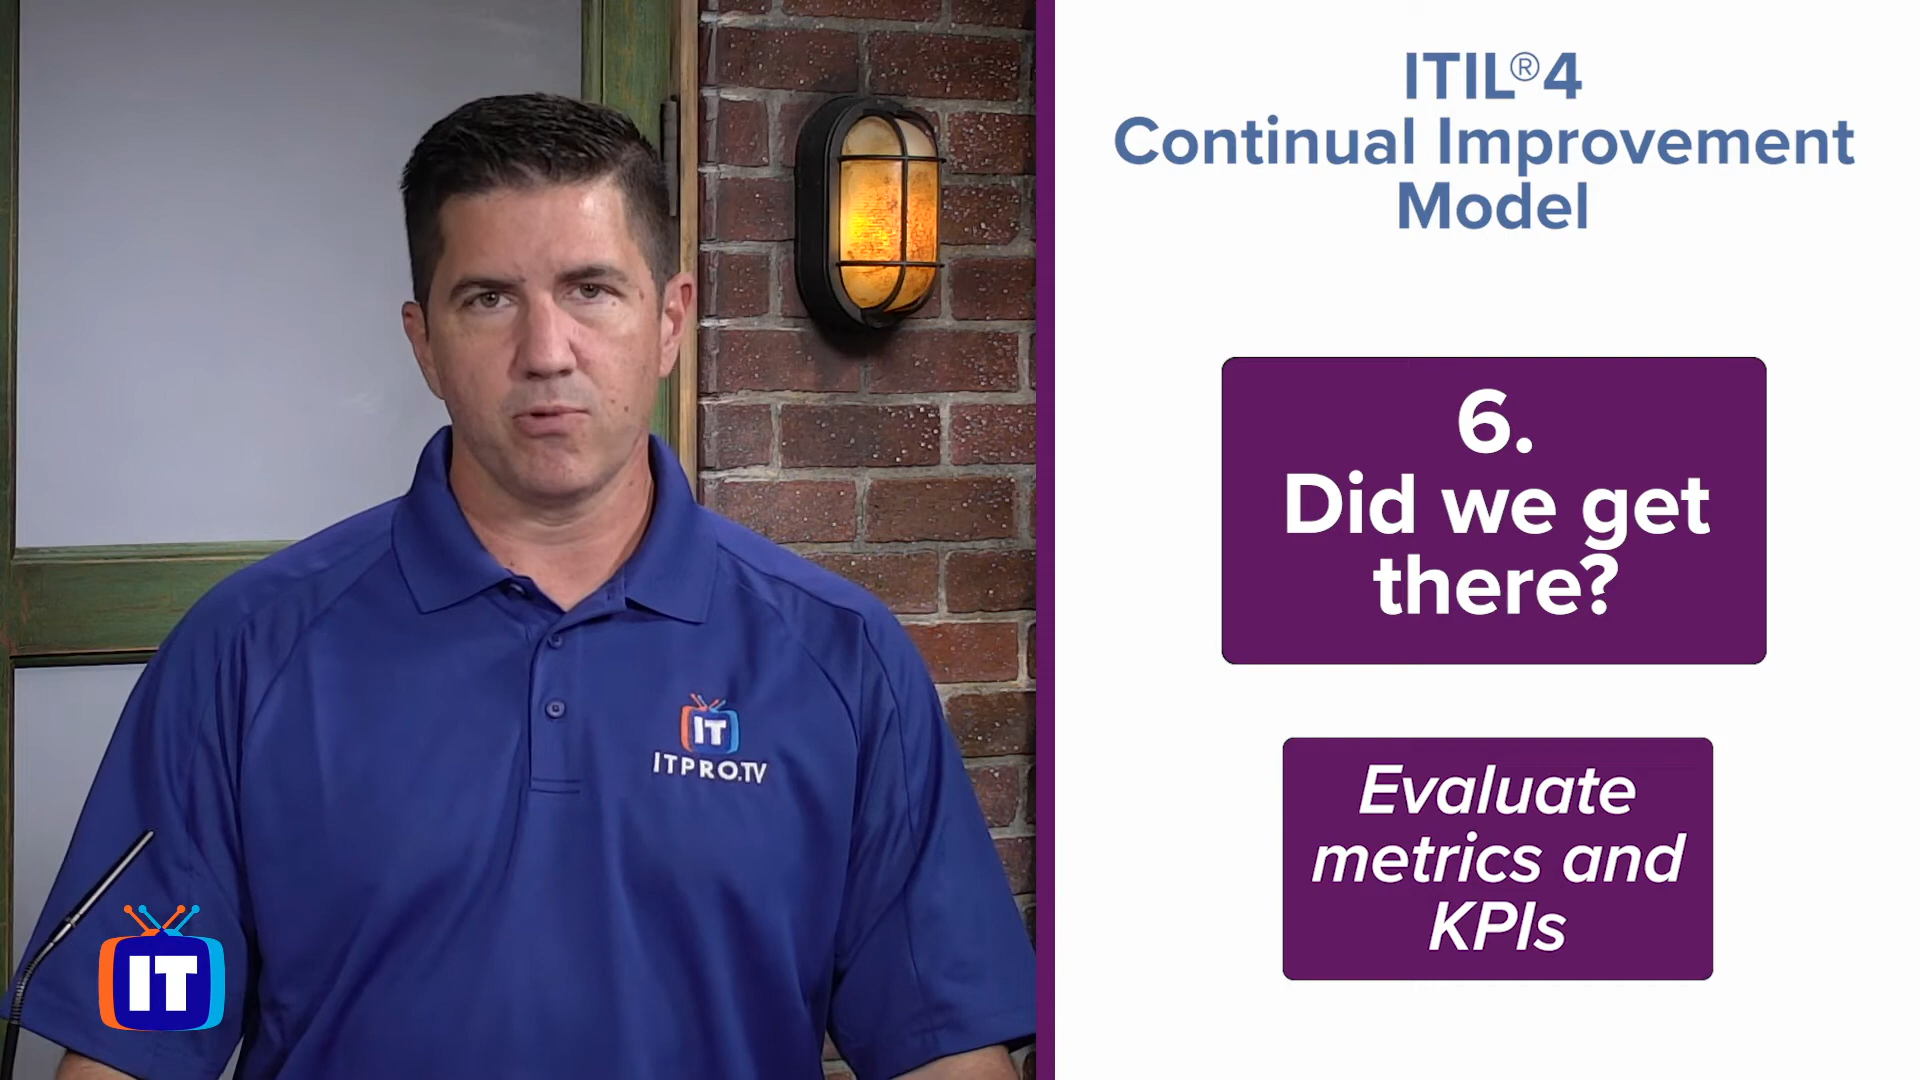 ITIL®4
Continual Improvement
Model
6.
Did we get
there?
Evaluate
metrics and
KPIs
IT
ITPRO.TV
IT